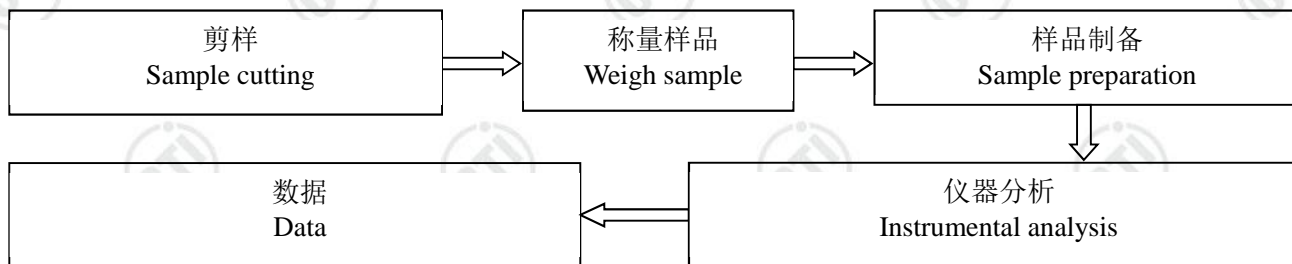 剪样
Sample cutting
称量样品
Weigh sample
样品制备
Sample preparation
仪器分析
Instrumental analysis
数据
Data